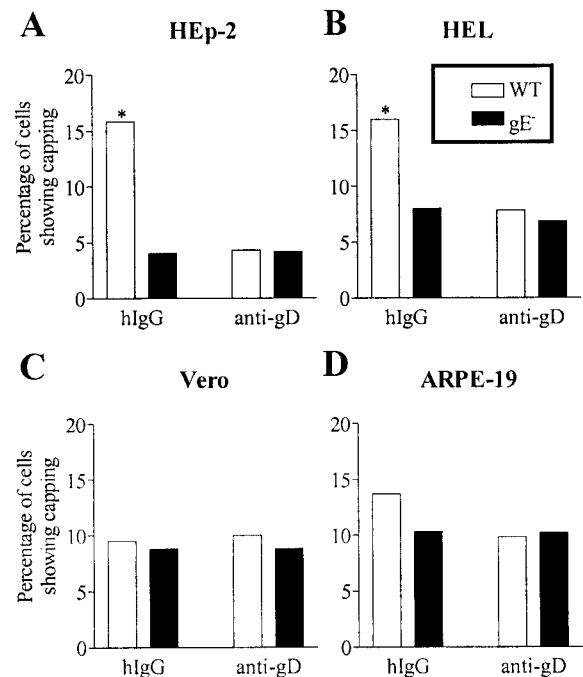 A
HEp-2
B
HEL
Percentage of cells
showing capping
20
15
10
5
0
*
hIgG
anti-gD
20
15
10
5
0
*
WT
gE-
hIgG
anti-gD
C
Vero
D
ARPE-19
Percentage of cells
showing capping
20
15
10
5
0
hIgG
anti-gD
20
15
10
5
0
hIgG
anti-gD